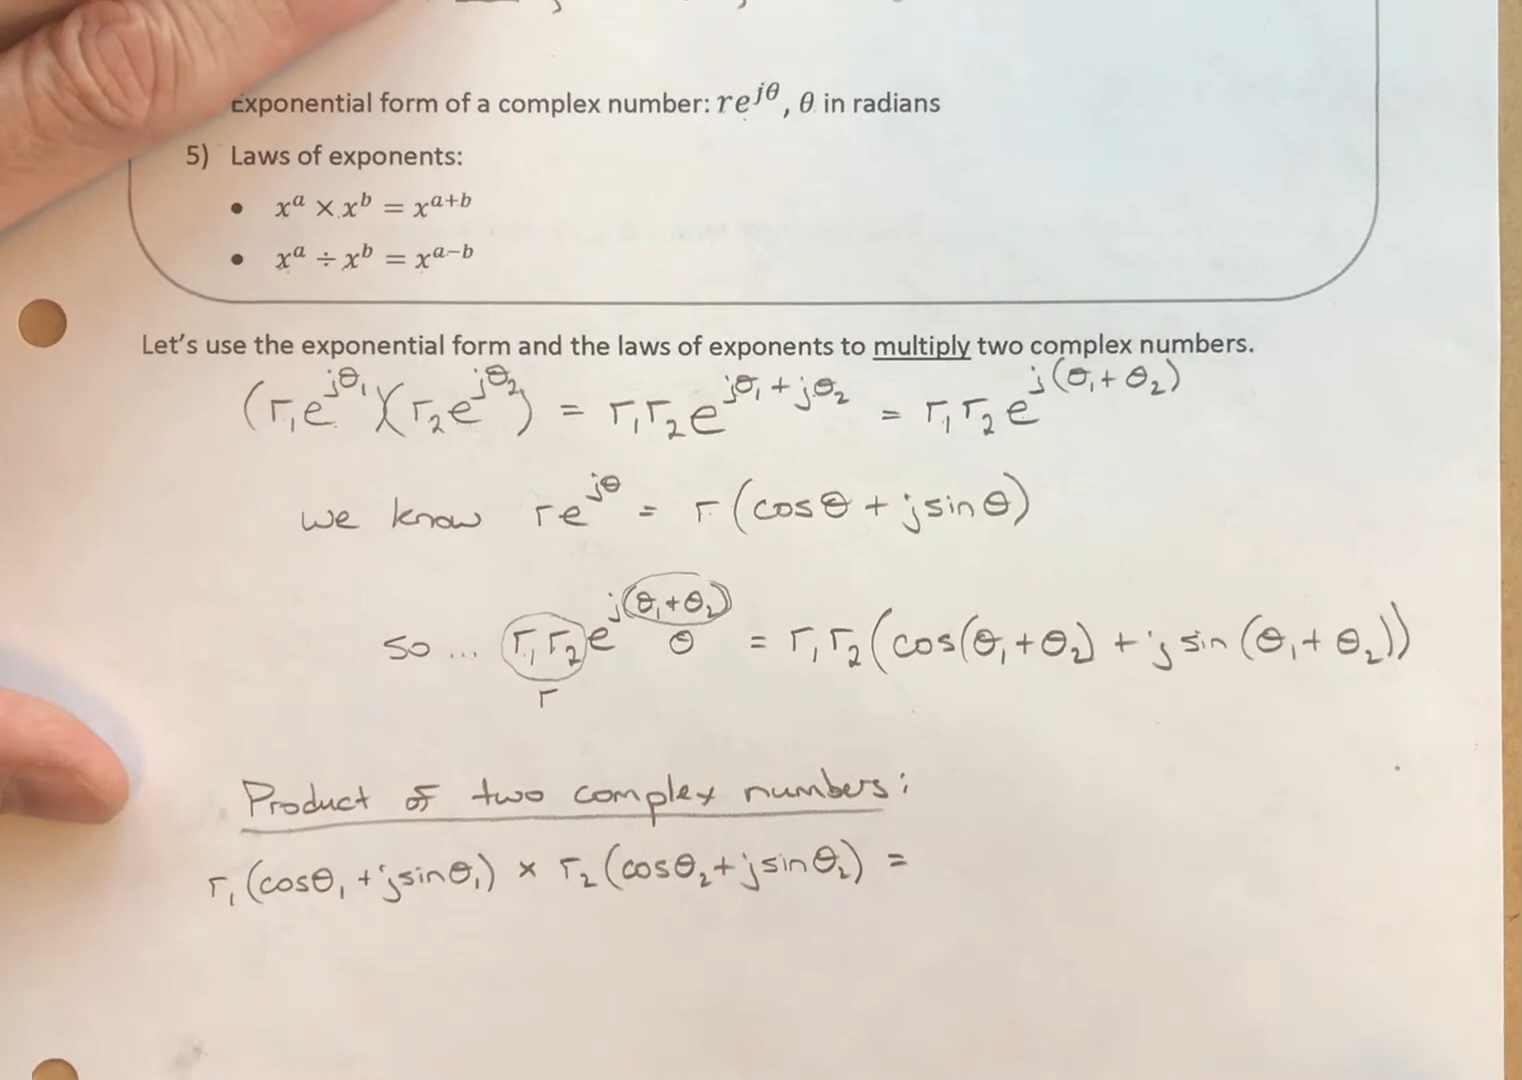 Exponential form of a complex number: re^{jθ}, θ in radians
5) Laws of exponents:
• x^a × x^b = x^{a+b}
• x^a ÷ x^b = x^{a−b}
Let's use the exponential form and the laws of exponents to multiply two complex numbers.
(r₁e^{jθ₁})(r₂e^{jθ₂}) = r₁r₂e^{jθ₁ + jθ₂} = r₁r₂e^{j(θ₁ + θ₂)}
we know re^{jθ} = r(cosθ + jsinθ)
so ... r₁r₂e^{j(θ₁+θ₂)} = r₁r₂(cos(θ₁+θ₂) + j sin(θ₁+θ₂))
θ
r
Product of two complex numbers:
r₁(cosθ₁ + jsinθ₁) × r₂(cosθ₂ + jsinθ₂) =